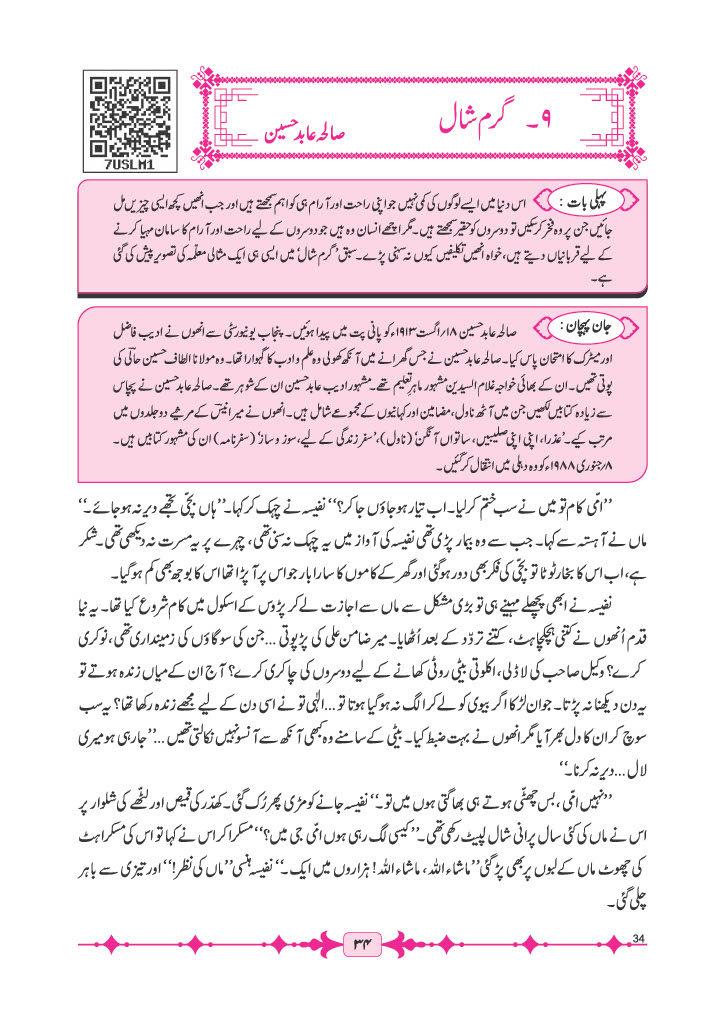 7USLM1
۹۔ گرم شال
صالحہ عابد حسین
پہلی بات : اس دنیا میں ایسے لوگوں کی کمی نہیں جو اپنی راحت اور آرام ہی کو اہم سمجھتے ہیں اور جب انھیں کچھ ایسی چیزیں مل
جائیں جن پر وہ فخر کرسکیں تو دوسروں کو حقیر سمجھتے ہیں۔ مگر اچھے انسان وہ ہیں جو دوسروں کے لیے راحت اور آرام کا سامان مہیا کرنے
کے لیے قربانیاں دیتے ہیں، خواہ انھیں تکلیفیں کیوں نہ سہنی پڑے۔ سبق ’گرم شال‘ میں ایسی ہی ایک مثالی معلّمہ کی تصویر پیش کی گئی
ہے۔
جان پہچان : صالحہ عابد حسین ۱۸؍اگست ۱۹۱۳ء کو پانی پت میں پیدا ہوئیں۔ پنجاب یونیورسٹی سے انھوں نے ادیب فاضل
اور میٹرک کا امتحان پاس کیا۔ صالحہ عابد حسین نے جس گھرانے میں آنکھ کھولی وہ علم و ادب کا گہوارا تھا۔ وہ مولانا الطاف حسین حالیؔ کی
پوتی تھیں۔ ان کے بھائی خواجہ غلام السیدین مشہور ماہرِ تعلیم تھے۔ مشہور ادیب عابد حسین ان کے شوہر تھے۔ صالحہ عابد حسین نے پچاس
سے زیادہ کتابیں لکھیں جن میں آٹھ ناول، مضامین اور کہانیوں کے مجموعے شامل ہیں۔ انھوں نے میر انیسؔ کے مرثیے دو جلدوں میں
مرتب کیے۔ ’عذرا، اپنی اپنی صلیبیں، ساتواں آنگن‘ (ناول)، ’سفر زندگی کے لیے، سوز و ساز‘ (سفرنامہ) ان کی مشہور کتابیں ہیں۔
۸؍جنوری ۱۹۸۸ء کو وہ دہلی میں انتقال کرگئیں۔
’’امّی کام تو میں نے سب ختم کرلیا۔ اب تیار ہوجاؤں جاکر؟‘‘ نفیسہ نے چہک کر کہا۔ ’’ہاں بچّی تجھے دیر نہ ہوجائے۔‘‘
ماں نے آہستہ سے کہا۔ جب سے وہ بیمار پڑی تھی نفیسہ کی آواز میں یہ چہک نہ سنی تھی، چہرے پر یہ مسرت نہ دیکھی تھی۔ شکر
ہے، اب اس کا بخار ٹوٹا تو بچّی کی فکر بھی دور ہوگئی اور گھر کے کاموں کا سارا بار جو اس پر آپڑا تھا اس کا بوجھ بھی کم ہوگیا۔
نفیسہ نے ابھی پچھلے مہینے ہی تو بڑی مشکل سے ماں سے اجازت لے کر پڑوس کے اسکول میں کام شروع کیا تھا۔ یہ نیا
قدم اُنھوں نے کتنی ہچکچاہٹ، کتنے تردّد کے بعد اُٹھایا۔ میر ضامن علی کی پڑپوتی ... جن کی سو گاؤں کی زمینداری تھی، نوکری
کرے؟ وکیل صاحب کی لاڈلی، اکلوتی بیٹی روٹی کھانے کے لیے دوسروں کی چاکری کرے؟ آج ان کے میاں زندہ ہوتے تو
یہ دن دیکھنا نہ پڑتا۔ جوان لڑکا اگر بیوی کو لے کر الگ نہ ہوگیا ہوتا تو ... الٰہی تو نے اسی دن کے لیے مجھے زندہ رکھا تھا؟ یہ سب
سوچ کر ان کا دل بھر آیا مگر انھوں نے بہت ضبط کیا۔ بیٹی کے سامنے وہ کبھی آنکھ سے آنسو نہیں نکالتی تھیں ... ’’جارہی ہو میری
لال ... دیر نہ کرنا۔‘‘
’’نہیں امّی، بس چھٹی ہوتے ہی بھاگتی ہوں میں تو۔‘‘ نفیسہ جانے کو مڑی پھر رُک گئی۔ کھدّر کی قمیص اور لٹھے کی شلوار پر
اس نے ماں کی کئی سال پرانی شال لپیٹ رکھی تھی۔ ’’کیسی لگ رہی ہوں امّی جی میں؟‘‘ مسکرا کر اس نے کہا تو اس کی مسکراہٹ
کی چھوٹ ماں کے لبوں پر بھی پڑگئی ’’ماشاء اللہ، ماشاء اللہ! ہزاروں میں ایک۔‘‘ نفیسہ ہنسی ’’ماں کی نظر!‘‘ اور تیزی سے باہر
چلی گئی۔
۳۴
34